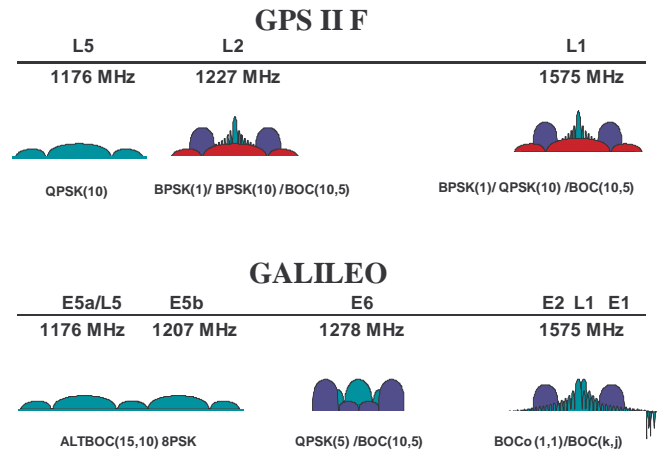 GPS II F
L5 L2 L1
1176 MHz 1227 MHz 1575 MHz
QPSK(10) BPSK(1)/ BPSK(10) /BOC(10,5) BPSK(1)/ QPSK(10) /BOC(10,5)
GALILEO
E5a/L5 E5b E6 E2 L1 E1
1176 MHz 1207 MHz 1278 MHz 1575 MHz
ALTBOC(15,10) 8PSK QPSK(5) /BOC(10,5) BOCo (1,1)/BOC(k,j)